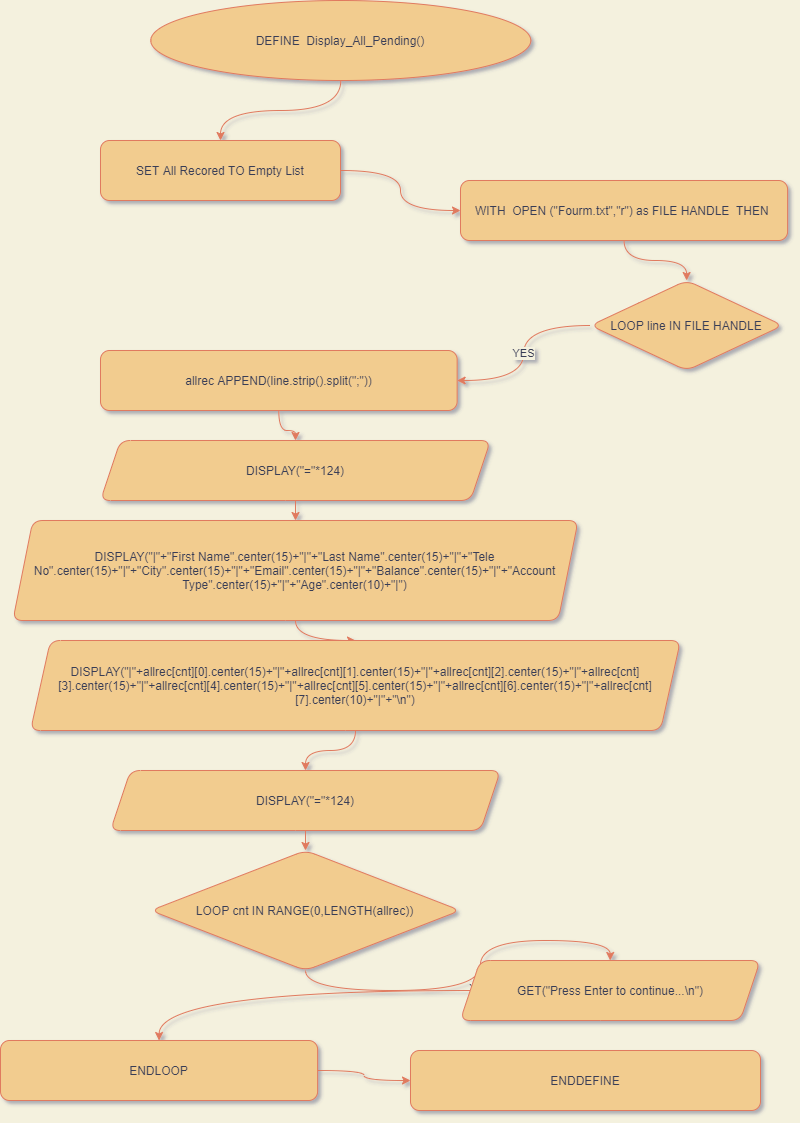 DEFINE  Display_All_Pending()
SET All Recored TO Empty List
WITH  OPEN ("Fourm.txt","r") as FILE HANDLE  THEN
LOOP line IN FILE HANDLE
YES
allrec APPEND(line.strip().split(";"))
DISPLAY("="*124)
DISPLAY("|"+"First Name".center(15)+"|"+"Last Name".center(15)+"|"+"Tele
No".center(15)+"|"+"City".center(15)+"|"+"Email".center(15)+"|"+"Balance".center(15)+"|"+"Account
Type".center(15)+"|"+"Age".center(10)+"|")
DISPLAY("|"+allrec[cnt][0].center(15)+"|"+allrec[cnt][1].center(15)+"|"+allrec[cnt][2].center(15)+"|"+allrec[cnt]
[3].center(15)+"|"+allrec[cnt][4].center(15)+"|"+allrec[cnt][5].center(15)+"|"+allrec[cnt][6].center(15)+"|"+allrec[cnt]
[7].center(10)+"|"+"\n")
DISPLAY("="*124)
LOOP cnt IN RANGE(0,LENGTH(allrec))
GET("Press Enter to continue...\n")
ENDLOOP
ENDDEFINE